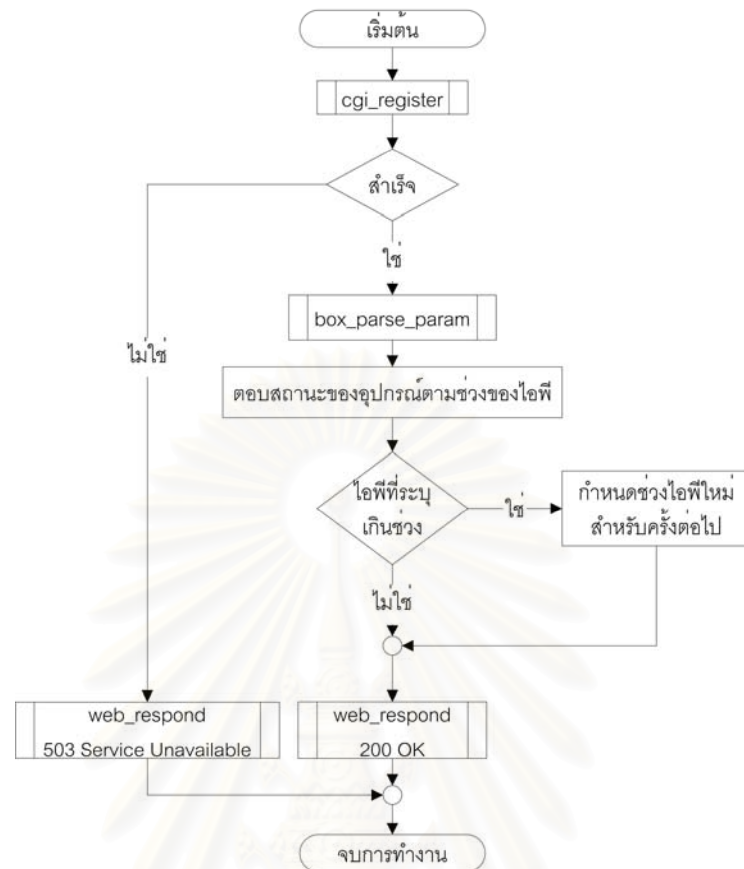 เริ่มต้น
cgi_register
สำเร็จ
ใช่
box_parse_param
ไม่ใช่
ตอบสถานะของอุปกรณ์ตามช่วงของไอพี
ไอพีที่ระบุ
เกินช่วง
ใช่
กำหนดช่วงไอพีใหม่
สำหรับครั้งต่อไป
ไม่ใช่
web_respond
503 Service Unavailable
web_respond
200 OK
จบการทำงาน